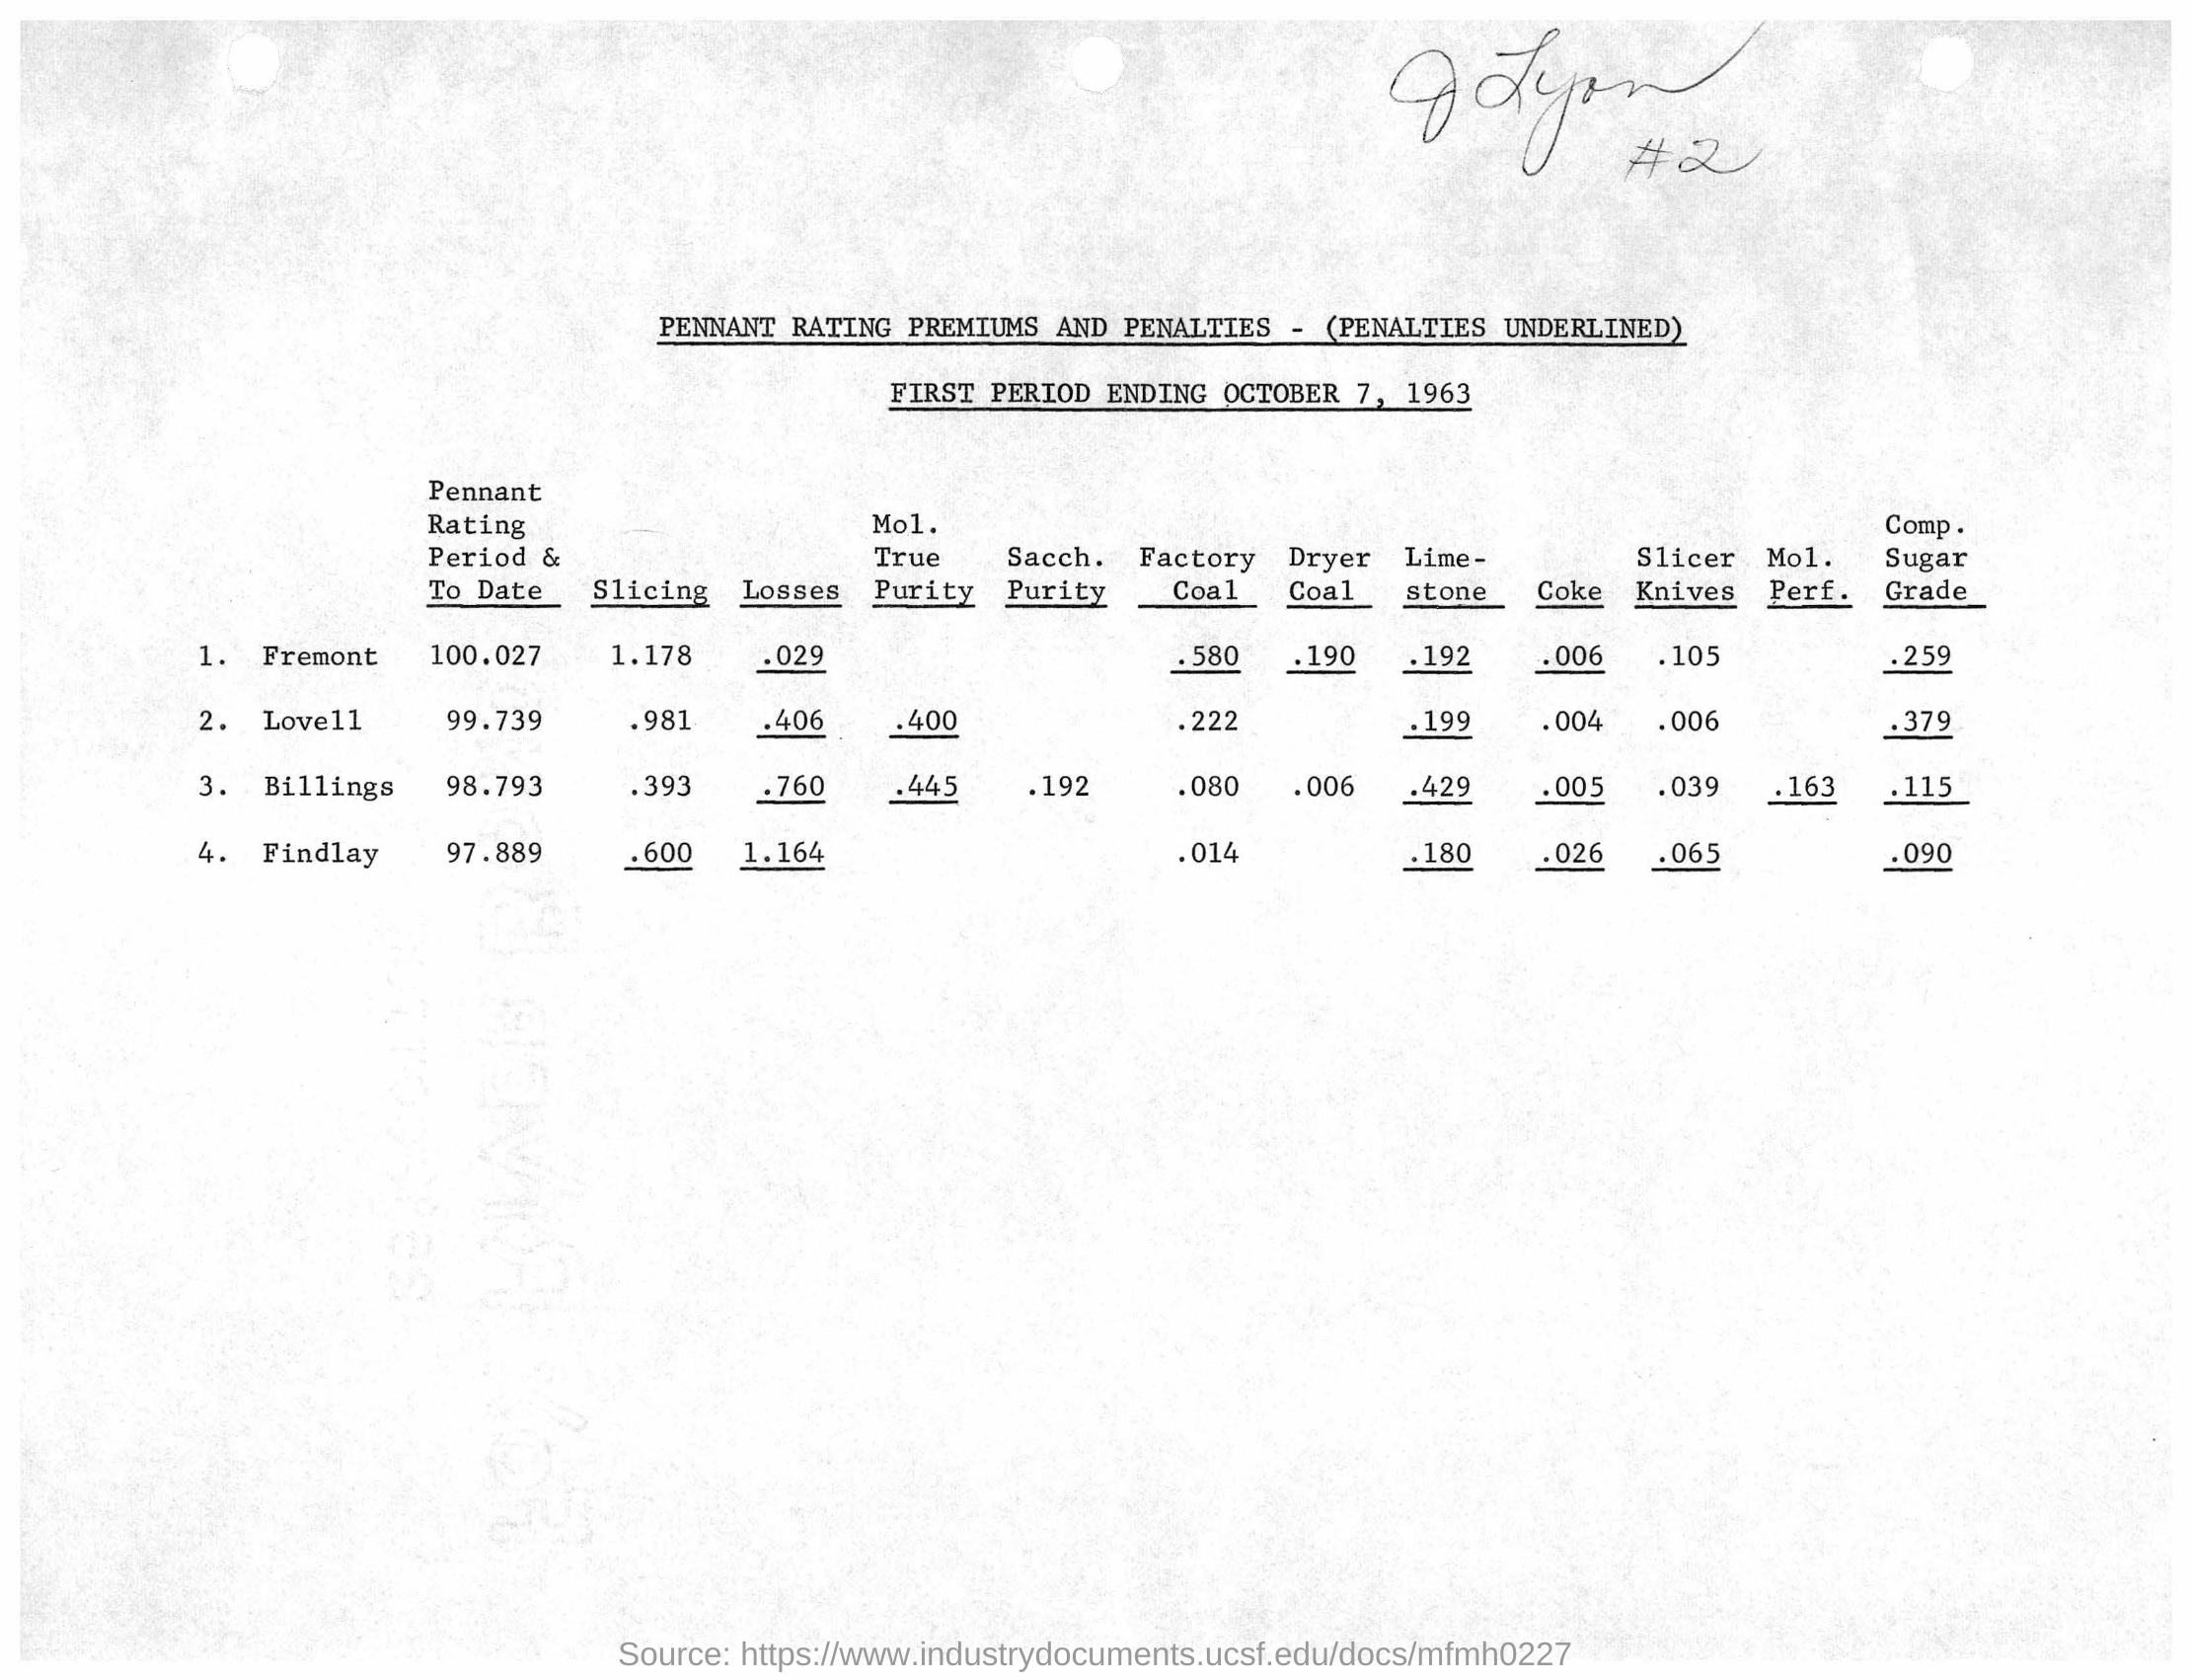 J Lyon
#2
PENNANT RATING PREMIUMS AND PENALTIES - (PENALTIES UNDERLINED)
FIRST PERIOD ENDING OCTOBER 7, 1963
Pennant
Rating Mol. Comp.
Period & True Sacch. Factory Dryer Lime- Slicer Mol. Sugar
To Date Slicing Losses Purity Purity Coal Coal stone Coke Knives Perf. Grade
1. Fremont 100.027 1.178 .029 .580 .190 .192 .006 .105 .259
2. Lovell 99.739 .981 .406 .400 .222 .199 .004 .006 .379
3. Billings 98.793 .393 .760 .445 .192 .080 .006 .429 .005 .039 .163 .115
4. Findlay 97.889 .600 1.164 .014 .180 .026 .065 .090
Source: https://www.industrydocuments.ucsf.edu/docs/mfmh0227